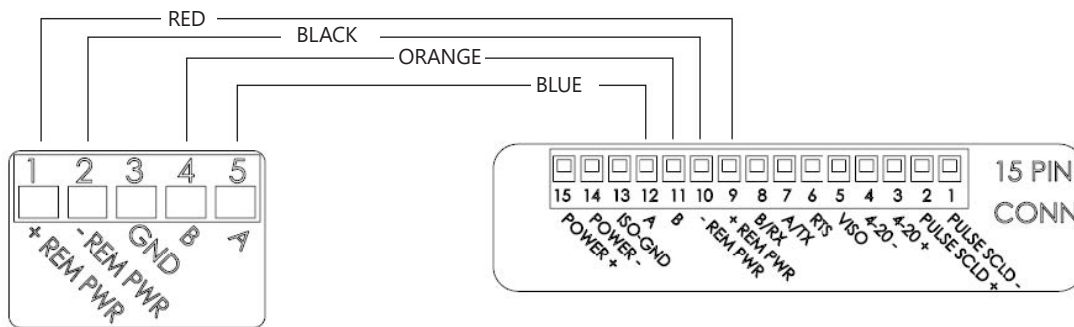 RED
BLACK
ORANGE
BLUE
1 2 3 4 5
+ REM PWR
- REM PWR
GND
B
A
15 14 13 12 11 10 9 8 7 6 5 4 3 2 1
POWER +
POWER -
ISO-GND
A
B
- REM PWR
+ REM PWR
B/RX
A/TX
RTS
VISO
4-20 -
4-20 +
PULSE SCLD +
PULSE SCLD -
15 PIN
CONN